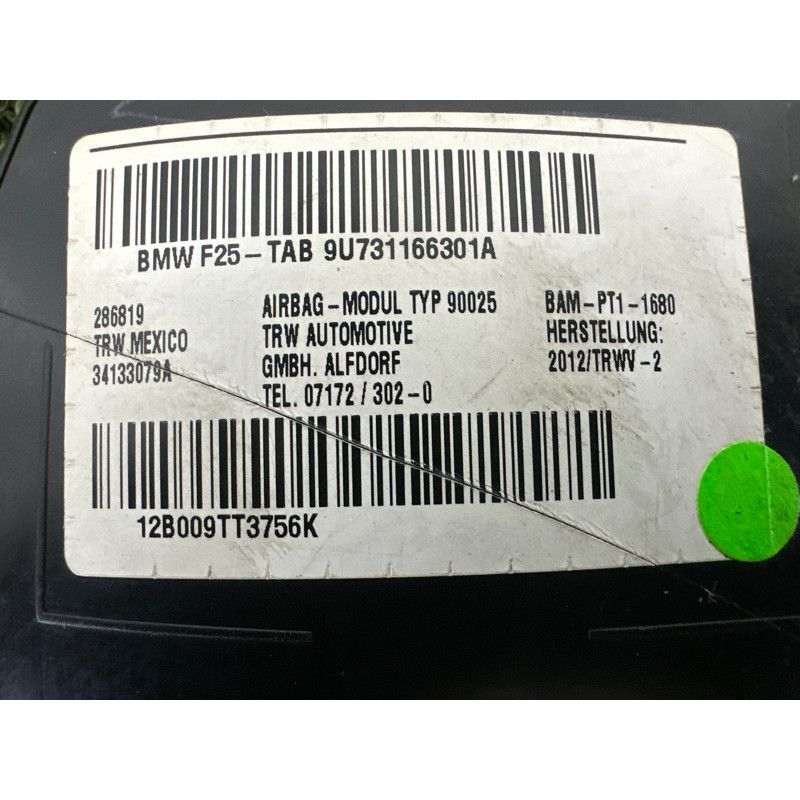 BMW F25-TAB 9U731166301A
286819
TRW MEXICO
34133079A
AIRBAG-MODUL TYP 90025
TRW AUTOMOTIVE
GMBH. ALFDORF
TEL. 07172/302-0
BAM-PT1-1680
HERSTELLUNG:
2012/TRWV-2
12B009TT3756K